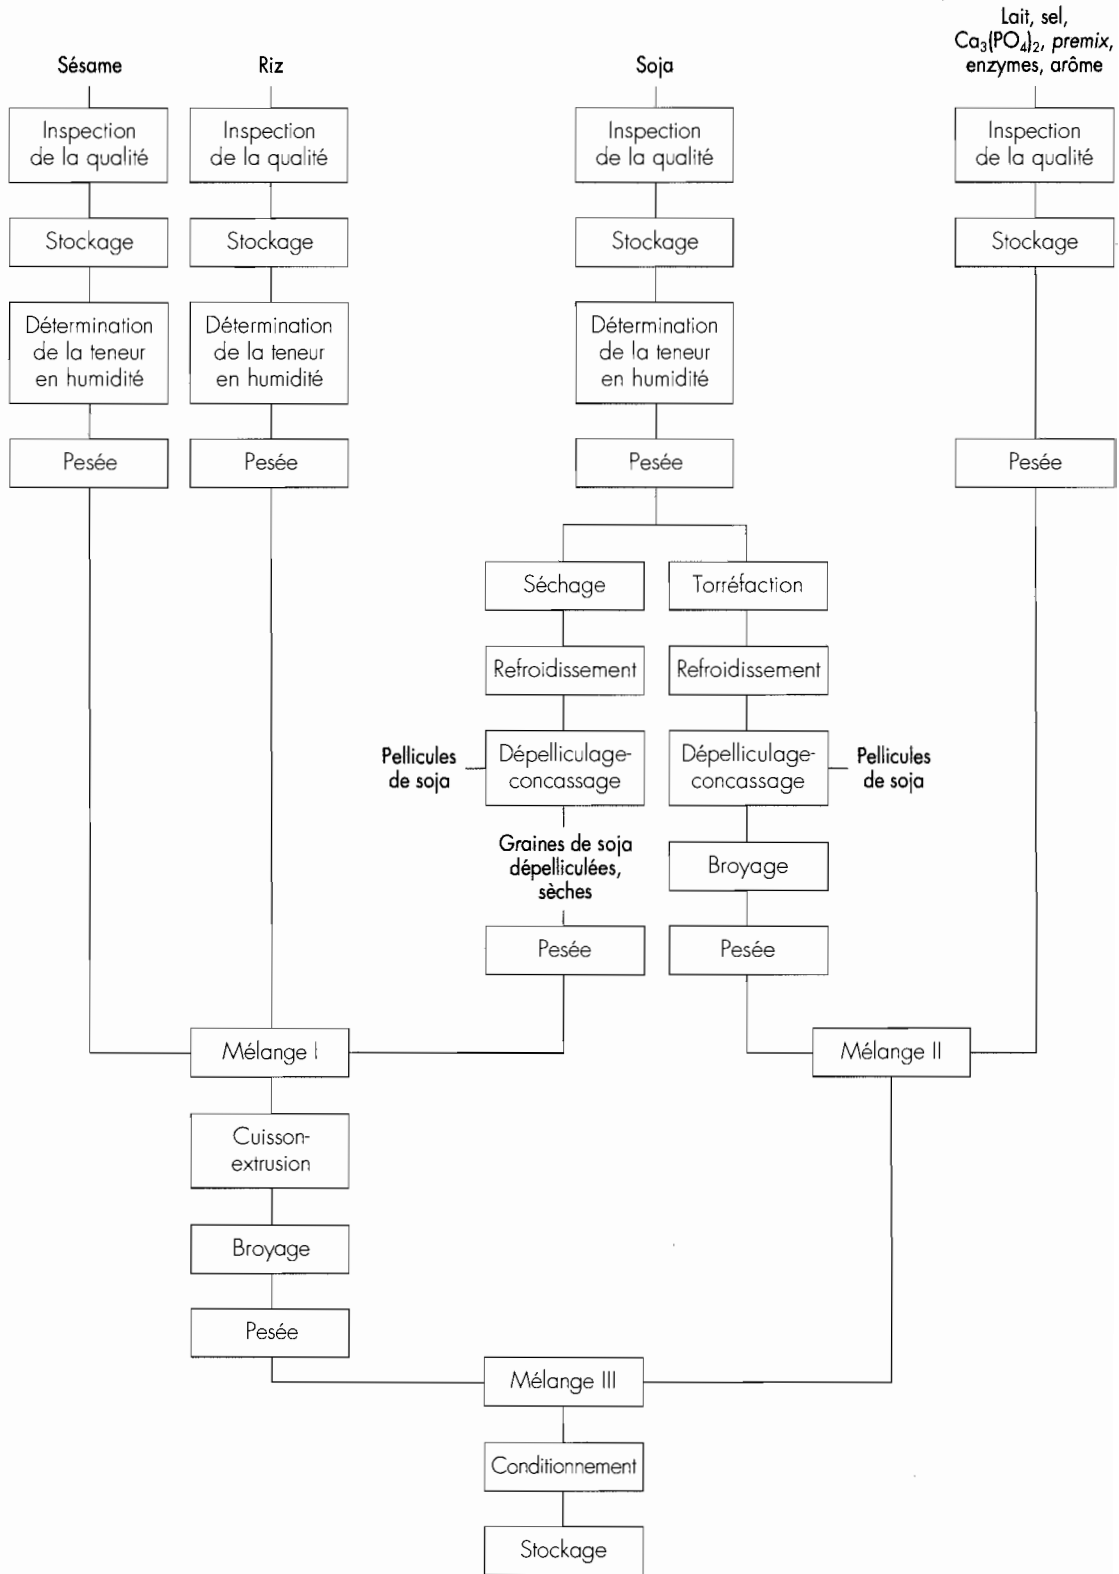 Sésame
Riz
Soja
Lait, sel,
Ca₃(PO₄)₂, premix,
enzymes, arôme
Inspection
de la qualité
Inspection
de la qualité
Inspection
de la qualité
Inspection
de la qualité
Stockage
Stockage
Stockage
Stockage
Détermination
de la teneur
en humidité
Détermination
de la teneur
en humidité
Détermination
de la teneur
en humidité
Pesée
Pesée
Pesée
Pesée
Séchage
Torréfaction
Refroidissement
Refroidissement
Pellicules
de soja
Dépelliculage-
concassage
Dépelliculage-
concassage
Pellicules
de soja
Graines de soja
dépelliculées,
sèches
Broyage
Pesée
Pesée
Mélange I
Mélange II
Cuisson-
extrusion
Broyage
Pesée
Mélange III
Conditionnement
Stockage